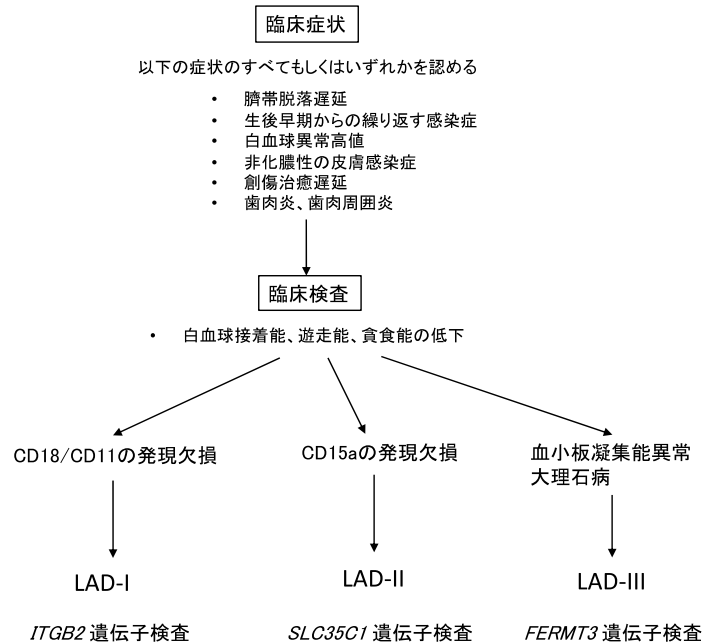 臨床症状
以下の症状のすべてもしくはいずれかを認める
・ 臍帯脱落遅延
・ 生後早期からの繰り返す感染症
・ 白血球異常高値
・ 非化膿性の皮膚感染症
・ 創傷治癒遅延
・ 歯肉炎、歯肉周囲炎
臨床検査
・ 白血球接着能、遊走能、貪食能の低下
CD18/CD11の発現欠損
CD15aの発現欠損
血小板凝集能異常
大理石病
LAD-I
LAD-II
LAD-III
ITGB2 遺伝子検査
SLC35C1 遺伝子検査
FERMT3 遺伝子検査